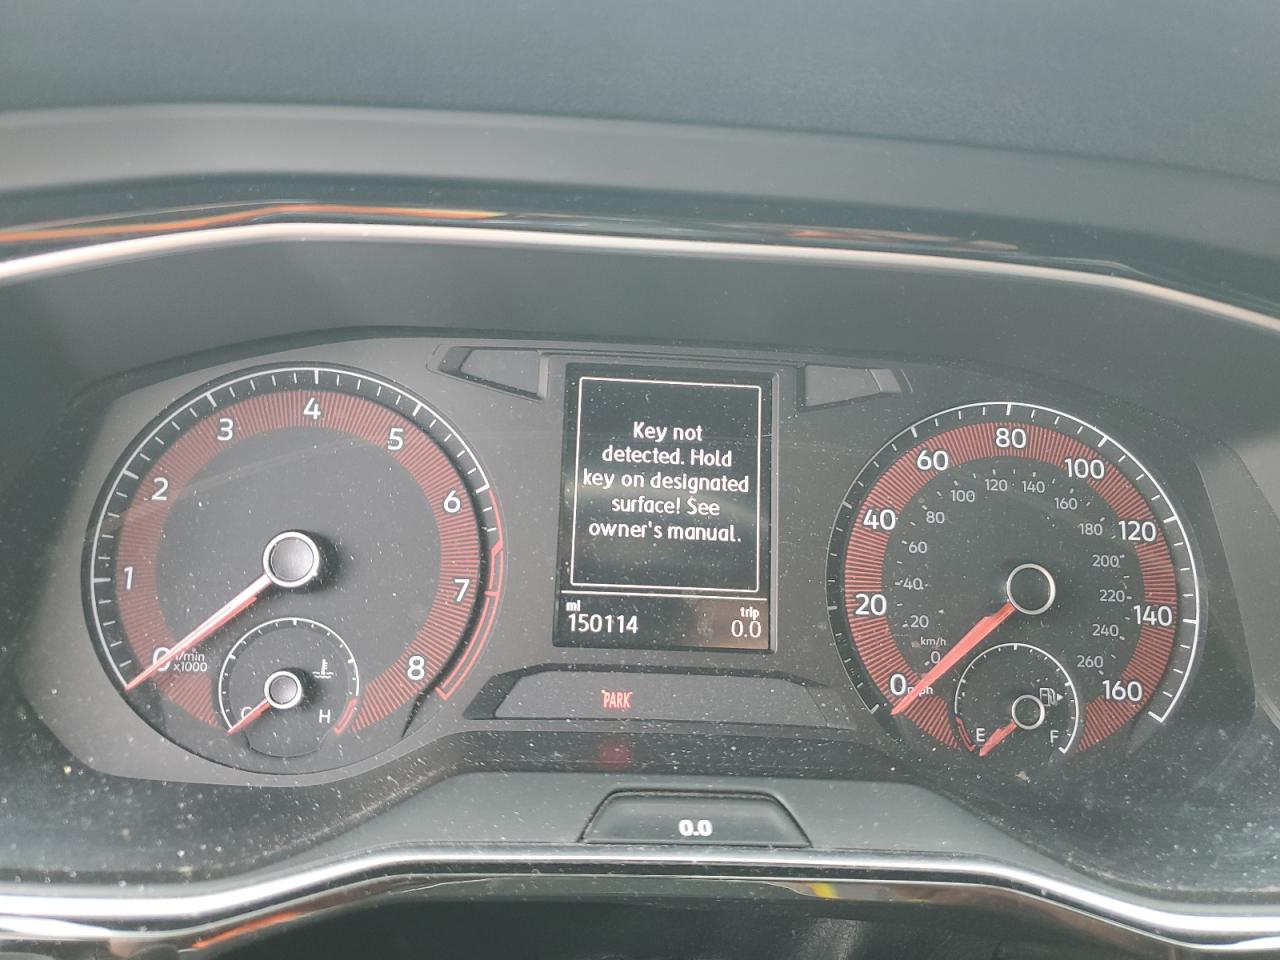 Key not
detected. Hold
key on designated
surface! See
owner's manual.
mi
150114
trip
0.0
0
1
2
3
4
5
6
7
8
1/min
x1000
C
H
PARK
0.0
0
20
40
60
80
100
120
140
160
mph
km/h
0
20
40
60
80
100
120
140
160
180
200
220
240
260
E
F